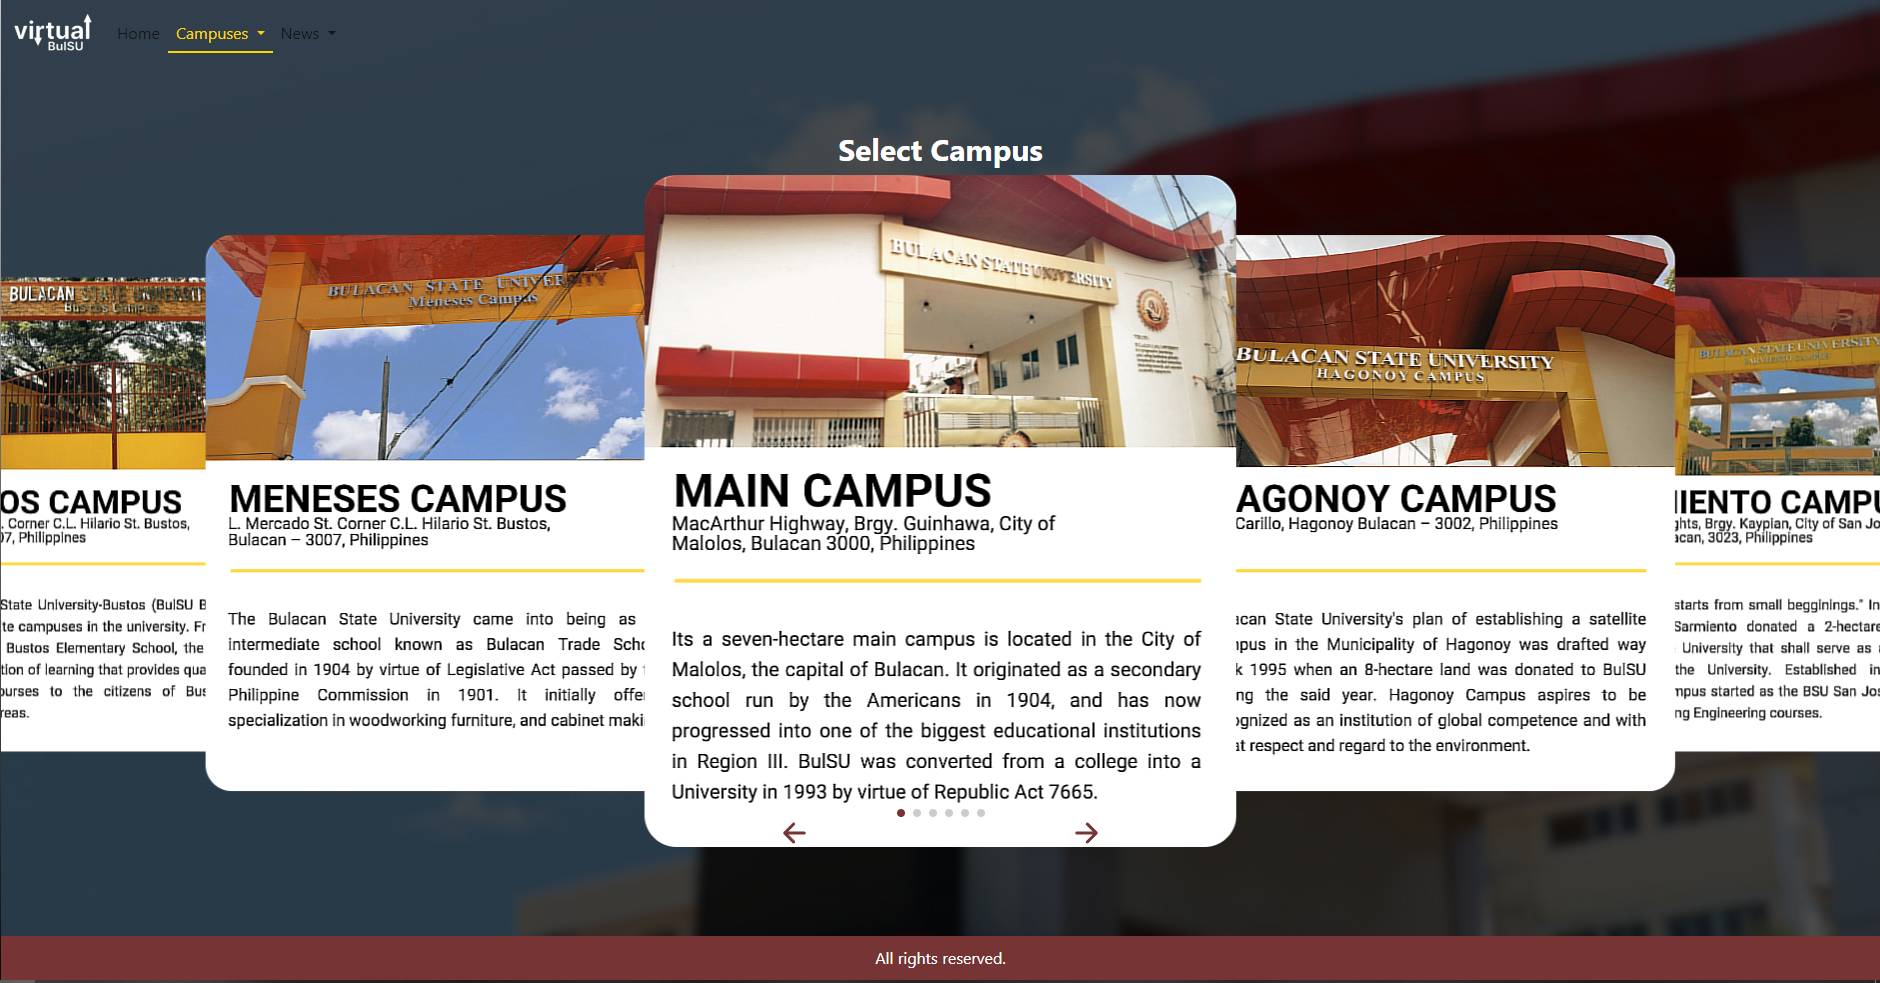 virtual
BulSU
Home
Campuses
News
Select Campus
BULACAN STATE UNIVERSITY
Bustos Campus
OS CAMPUS
. Corner C.L. Hilario St. Bustos,
07, Philippines
State University-Bustos (BulSU B
te campuses in the university. Fr
Bustos Elementary School, the
tion of learning that provides qua
ourses to the citizens of Bus
reas.
BULACAN STATE UNIVERSITY
Meneses Campus
MENESES CAMPUS
L. Mercado St. Corner C.L. Hilario St. Bustos,
Bulacan – 3007, Philippines
The Bulacan State University came into being as
intermediate school known as Bulacan Trade Scho
founded in 1904 by virtue of Legislative Act passed by
Philippine Commission in 1901. It initially offe
specialization in woodworking furniture, and cabinet maki
BULACAN STATE UNIVERSITY
MAIN CAMPUS
MacArthur Highway, Brgy. Guinhawa, City of
Malolos, Bulacan 3000, Philippines
Its a seven-hectare main campus is located in the City of
Malolos, the capital of Bulacan. It originated as a secondary
school run by the Americans in 1904, and has now
progressed into one of the biggest educational institutions
in Region III. BulSU was converted from a college into a
University in 1993 by virtue of Republic Act 7665.
BULACAN STATE UNIVERSITY
HAGONOY CAMPUS
AGONOY CAMPUS
Carillo, Hagonoy Bulacan – 3002, Philippines
acan State University's plan of establishing a satellite
mpus in the Municipality of Hagonoy was drafted way
k 1995 when an 8-hectare land was donated to BulSU
ng the said year. Hagonoy Campus aspires to be
ognized as an institution of global competence and with
at respect and regard to the environment.
BULACAN STATE UNIVERSITY
SARMIENTO CAMPUS
MIENTO CAMPU
ghts, Brgy. Kaypian, City of San Jo
acan, 3023, Philippines
starts from small begginings." In
Sarmiento donated a 2-hectare
University that shall serve as
the University. Established in
mpus started as the BSU San Jos
ng Engineering courses.
All rights reserved.